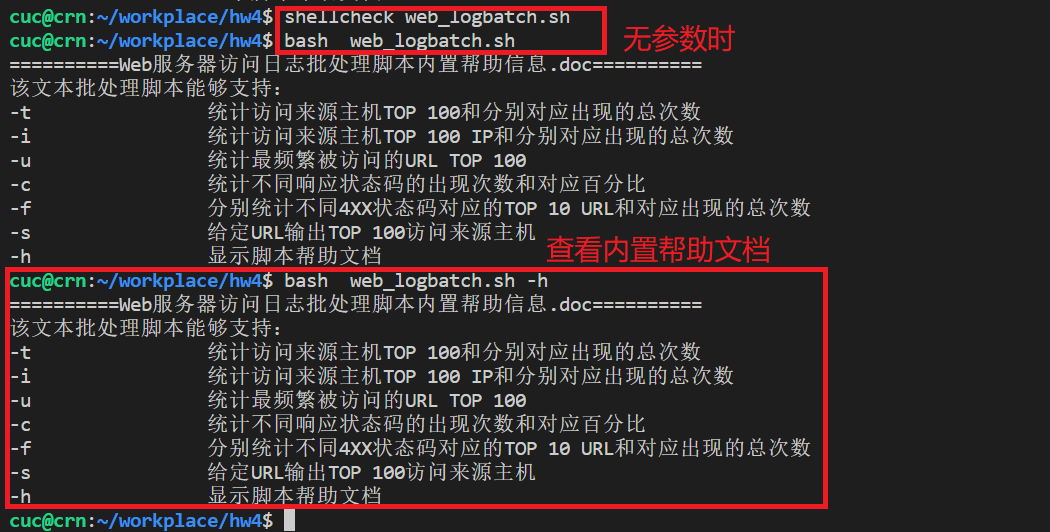 cuc@crn:~/workplace/hw4$ shellcheck web_logbatch.sh
cuc@crn:~/workplace/hw4$ bash  web_logbatch.sh
无参数时
==========Web服务器访问日志批处理脚本内置帮助信息.doc==========
该文本批处理脚本能够支持：
-t 统计访问来源主机TOP 100和分别对应出现的总次数
-i 统计访问来源主机TOP 100 IP和分别对应出现的总次数
-u 统计最频繁被访问的URL TOP 100
-c 统计不同响应状态码的出现次数和对应百分比
-f 分别统计不同4XX状态码对应的TOP 10 URL和对应出现的总次数
-s 给定URL输出TOP 100访问来源主机
-h 显示脚本帮助文档
查看内置帮助文档
cuc@crn:~/workplace/hw4$ bash  web_logbatch.sh -h
==========Web服务器访问日志批处理脚本内置帮助信息.doc==========
该文本批处理脚本能够支持：
-t 统计访问来源主机TOP 100和分别对应出现的总次数
-i 统计访问来源主机TOP 100 IP和分别对应出现的总次数
-u 统计最频繁被访问的URL TOP 100
-c 统计不同响应状态码的出现次数和对应百分比
-f 分别统计不同4XX状态码对应的TOP 10 URL和对应出现的总次数
-s 给定URL输出TOP 100访问来源主机
-h 显示脚本帮助文档
cuc@crn:~/workplace/hw4$